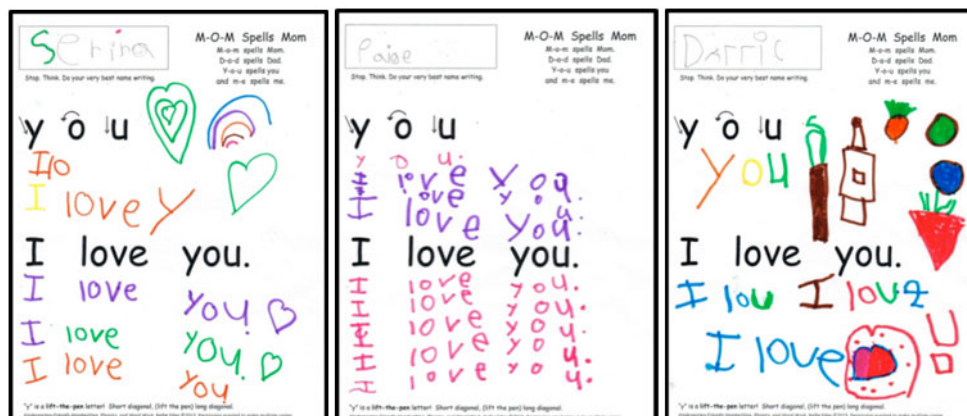 Serina
M-O-M Spells Mom
M-o-m spells Mom.
D-a-d spells Dad.
Y-o-u spells you
and m-e spells me.
Stop. Think. Do your very best name writing.
y o u
Ilo
I love y
I love you.
I love you!
I love you.
I love you
"y" is a lift-the-pen letter! Short diagonal, (lift the pen) long diagonal.
Paige
M-O-M Spells Mom
M-o-m spells Mom.
D-a-d spells Dad.
Y-o-u spells you
and m-e spells me.
Stop. Think. Do your very best name writing.
y o u
y o u.
I love you.
I love you.
I love you.
I love you.
I love you.
I love you.
I love you.
I love you.
I love you.
"y" is a lift-the-pen letter! Short diagonal, (lift the pen) long diagonal.
Darric
M-O-M Spells Mom
M-o-m spells Mom.
D-a-d spells Dad.
Y-o-u spells you
and m-e spells me.
Stop. Think. Do your very best name writing.
y o u
you
I love you.
I lou I love
I love
"y" is a lift-the-pen letter! Short diagonal, (lift the pen) long diagonal.